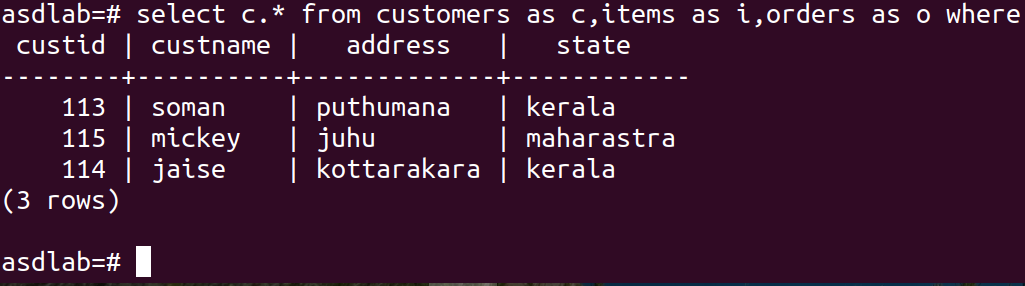 asdlab=# select c.* from customers as c,items as i,orders as o where
 custid | custname |   address   |   state
--------+----------+-------------+------------
    113 | soman    | puthumana   | kerala
    115 | mickey   | juhu        | maharastra
    114 | jaise    | kottarakara | kerala
(3 rows)
asdlab=#